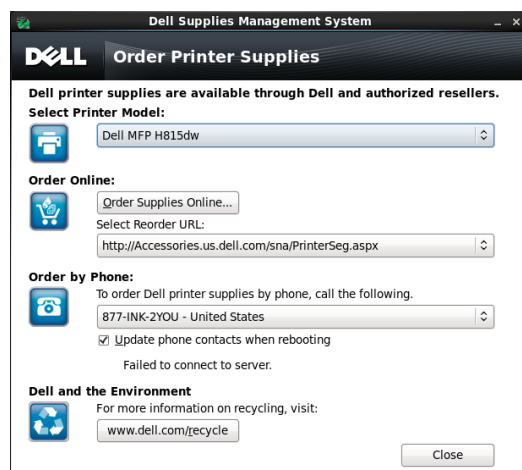 Dell Supplies Management System
DELL Order Printer Supplies
Dell printer supplies are available through Dell and authorized resellers.
Select Printer Model:
Dell MFP H815dw
Order Online:
Order Supplies Online...
Select Reorder URL:
http://Accessories.us.dell.com/sna/PrinterSeg.aspx
Order by Phone:
To order Dell printer supplies by phone, call the following.
877-INK-2YOU - United States
Update phone contacts when rebooting
Failed to connect to server.
Dell and the Environment
For more information on recycling, visit:
www.dell.com/recycle
Close